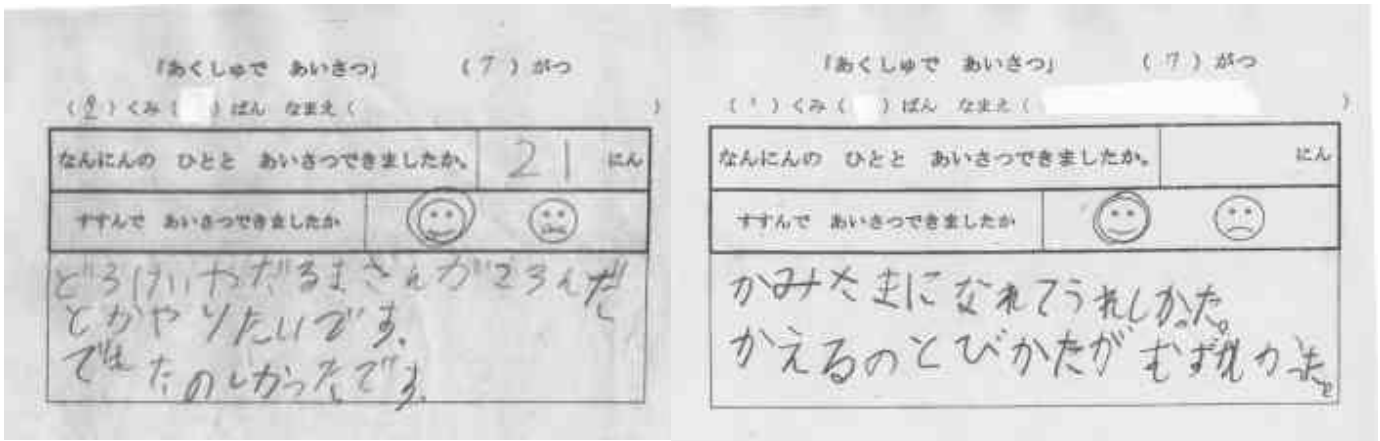 「あくしゅで あいさつ」 (7)がつ
(2)くみ( )ばん なまえ( )
なんにんの ひとと あいさつできましたか。 21 にん
すすんで あいさつできましたか
どろけいやだるまさんがころんだ
とかやりたいです。
でもたのしかったです。
「あくしゅで あいさつ」 (7)がつ
(1)くみ( )ばん なまえ( )
なんにんの ひとと あいさつできましたか。 にん
すすんで あいさつできましたか
かみさまになれてうれしかった。
かえるのとびかたがむずかった。